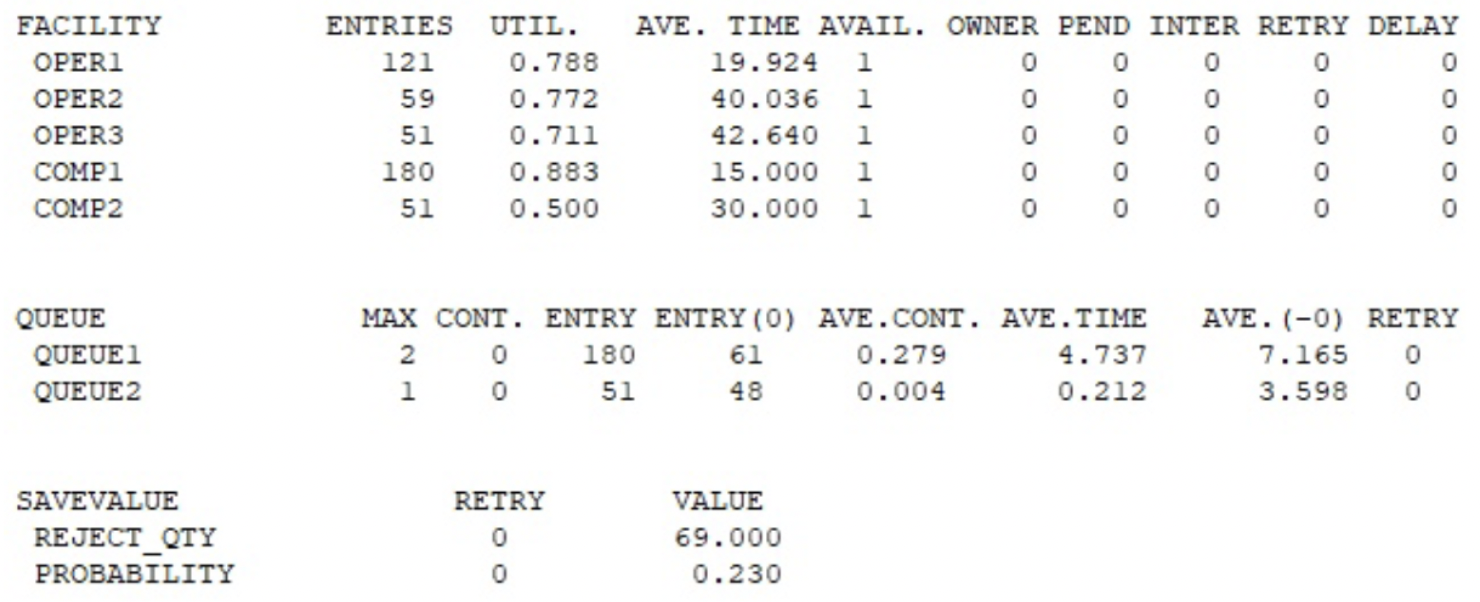 FACILITY ENTRIES UTIL. AVE. TIME AVAIL. OWNER PEND INTER RETRY DELAY
OPER1 121 0.788 19.924 1 0 0 0 0 0
OPER2 59 0.772 40.036 1 0 0 0 0 0
OPER3 51 0.711 42.640 1 0 0 0 0 0
COMP1 180 0.883 15.000 1 0 0 0 0 0
COMP2 51 0.500 30.000 1 0 0 0 0 0
QUEUE MAX CONT. ENTRY ENTRY(0) AVE.CONT. AVE.TIME AVE.(-0) RETRY
QUEUE1 2 0 180 61 0.279 4.737 7.165 0
QUEUE2 1 0 51 48 0.004 0.212 3.598 0
SAVEVALUE RETRY VALUE
REJECT_QTY 0 69.000
PROBABILITY 0 0.230